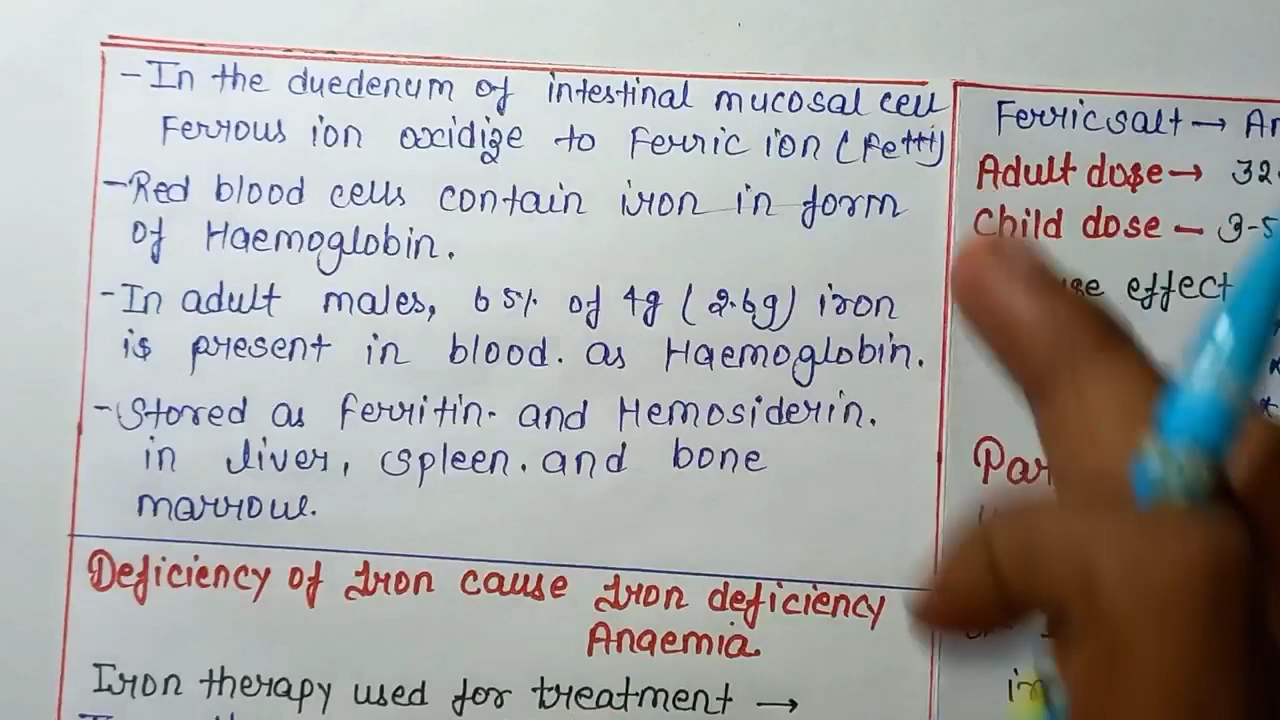 - In the duedenum of intestinal mucosal cell
Ferrous ion oxidize to Ferric ion (Fe+++)
- Red blood cells contain iron in form
of Haemoglobin.
- In adult males, 65% of 4g (2.6g) iron
is present in blood. as Haemoglobin.
- Stored as ferritin. and Hemosiderin.
in liver, spleen. and bone
marrow.
Deficiency of Iron cause Iron deficiency
Anaemia.
Iron therapy used for treatment →
Ferric salt →
Adult dose →
Child dose -
effect